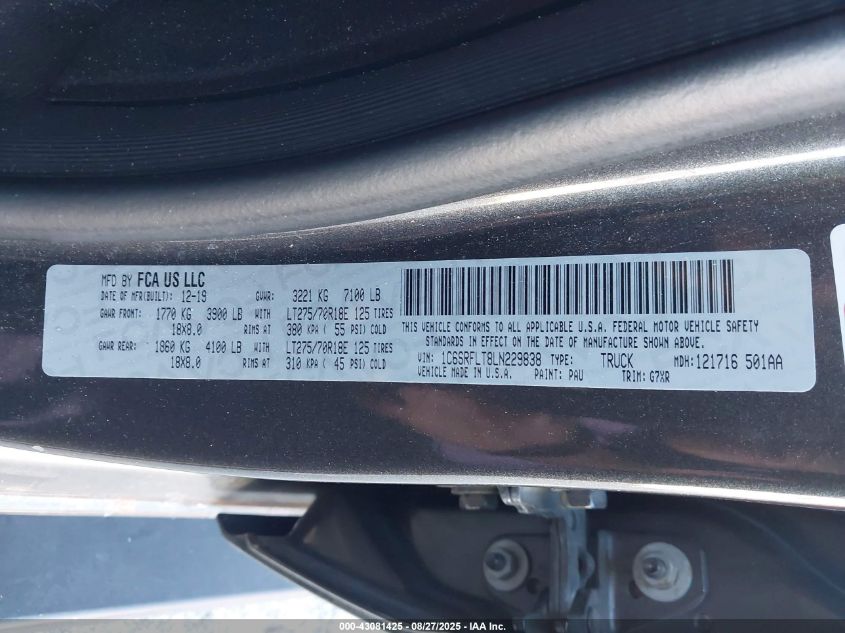 MFD BY FCA US LLC
DATE OF MFR(BUILT): 12-19 GVWR: 3221 KG 7100 LB
GAWR FRONT: 1770 KG 3900 LB WITH LT275/70R18E 125 TIRES
18X8.0 RIMS AT 380 KPA ( 55 PSI) COLD
GAWR REAR: 1860 KG 4100 LB WITH LT275/70R18E 125 TIRES
18X8.0 RIMS AT 310 KPA ( 45 PSI) COLD
THIS VEHICLE CONFORMS TO ALL APPLICABLE U.S.A. FEDERAL MOTOR VEHICLE SAFETY
STANDARDS IN EFFECT ON THE DATE OF MANUFACTURE SHOWN ABOVE.
VIN: 1C6SRFLT8LN229838 TYPE: TRUCK MDH: 121716 501AA
VEHICLE MADE IN U.S.A. PAINT: PAU TRIM: G7XR
000-43081425 - 08/27/2025 - IAA Inc.